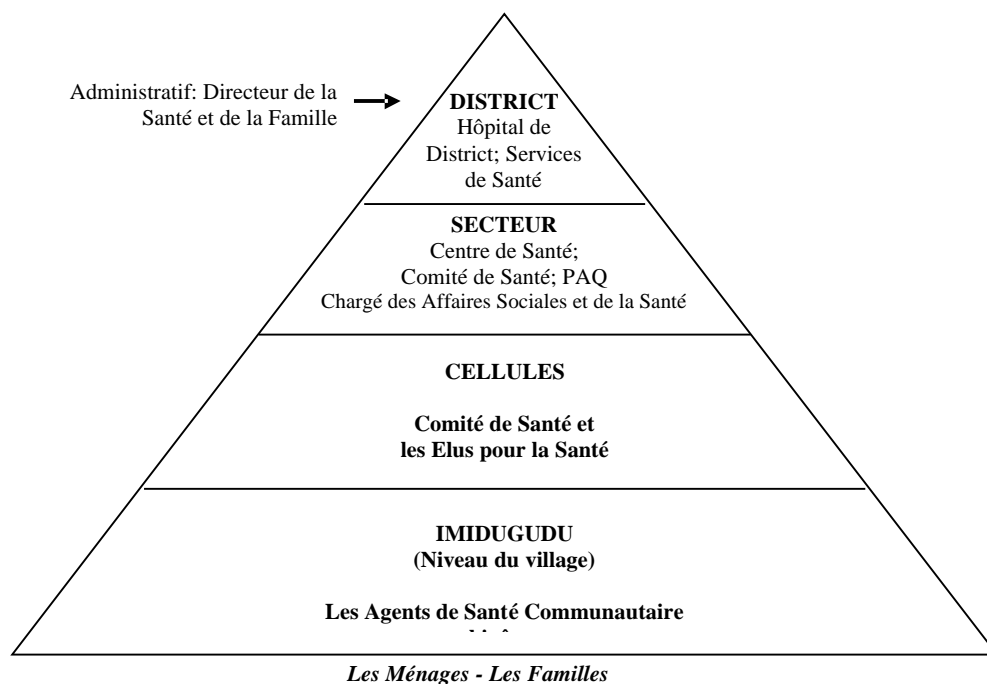 Administratif: Directeur de la
Santé et de la Famille
DISTRICT
Hôpital de
District; Services
de Santé
SECTEUR
Centre de Santé;
Comité de Santé; PAQ
Chargé des Affaires Sociales et de la Santé
CELLULES
Comité de Santé et
les Elus pour la Santé
IMIDUGUDU
(Niveau du village)
Les Agents de Santé Communautaire
Les Ménages - Les Familles